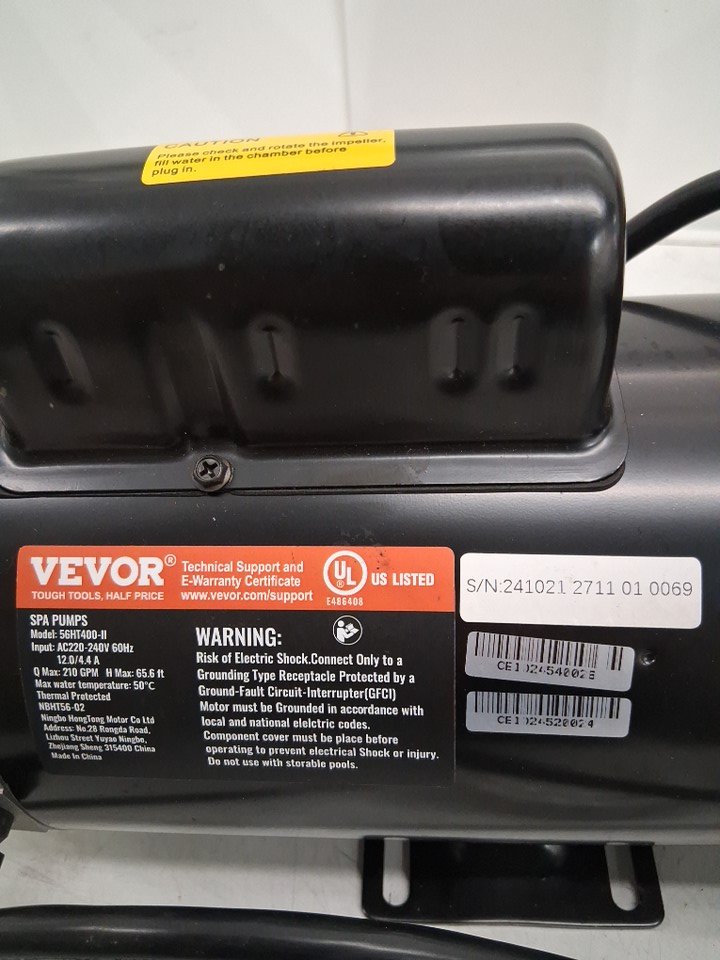 CAUTION
Please check and rotate the impeller,
fill water in the chamber before
plug in.
VEVOR®
TOUGH TOOLS, HALF PRICE
Technical Support and
E-Warranty Certificate
www.vevor.com/support
UL
US LISTED
E486408
SPA PUMPS
Model: 56HT400-II
Input: AC220-240V 60Hz
12.0/4.4 A
Q Max: 210 GPM H Max: 65.6 ft
Max water temperature: 50°C
Thermal Protected
NBHT56-02
Ningbo HongTong Motor Co Ltd
Address: No.28 Rongda Road,
Lizhou Street Yuyao Ningbo,
Zhejiang Sheng 315400 China
Made In China
WARNING:
Risk of Electric Shock.Connect Only to a
Grounding Type Receptacle Protected by a
Ground-Fault Circuit-Interrupter(GFCI)
Motor must be Grounded in accordance with
local and national elelctric codes.
Component cover must be place before
operating to prevent electrical Shock or injury.
Do not use with storable pools.
S/N:241021 2711 01 0069